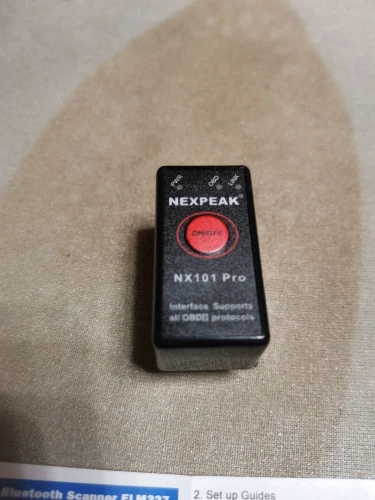 PWR OBD LINK
NEXPEAK
ON/OFF
NX101 Pro
Interface Supports
all OBDII protocols
Bluetooth Scanner ELM327
2. Set up Guides